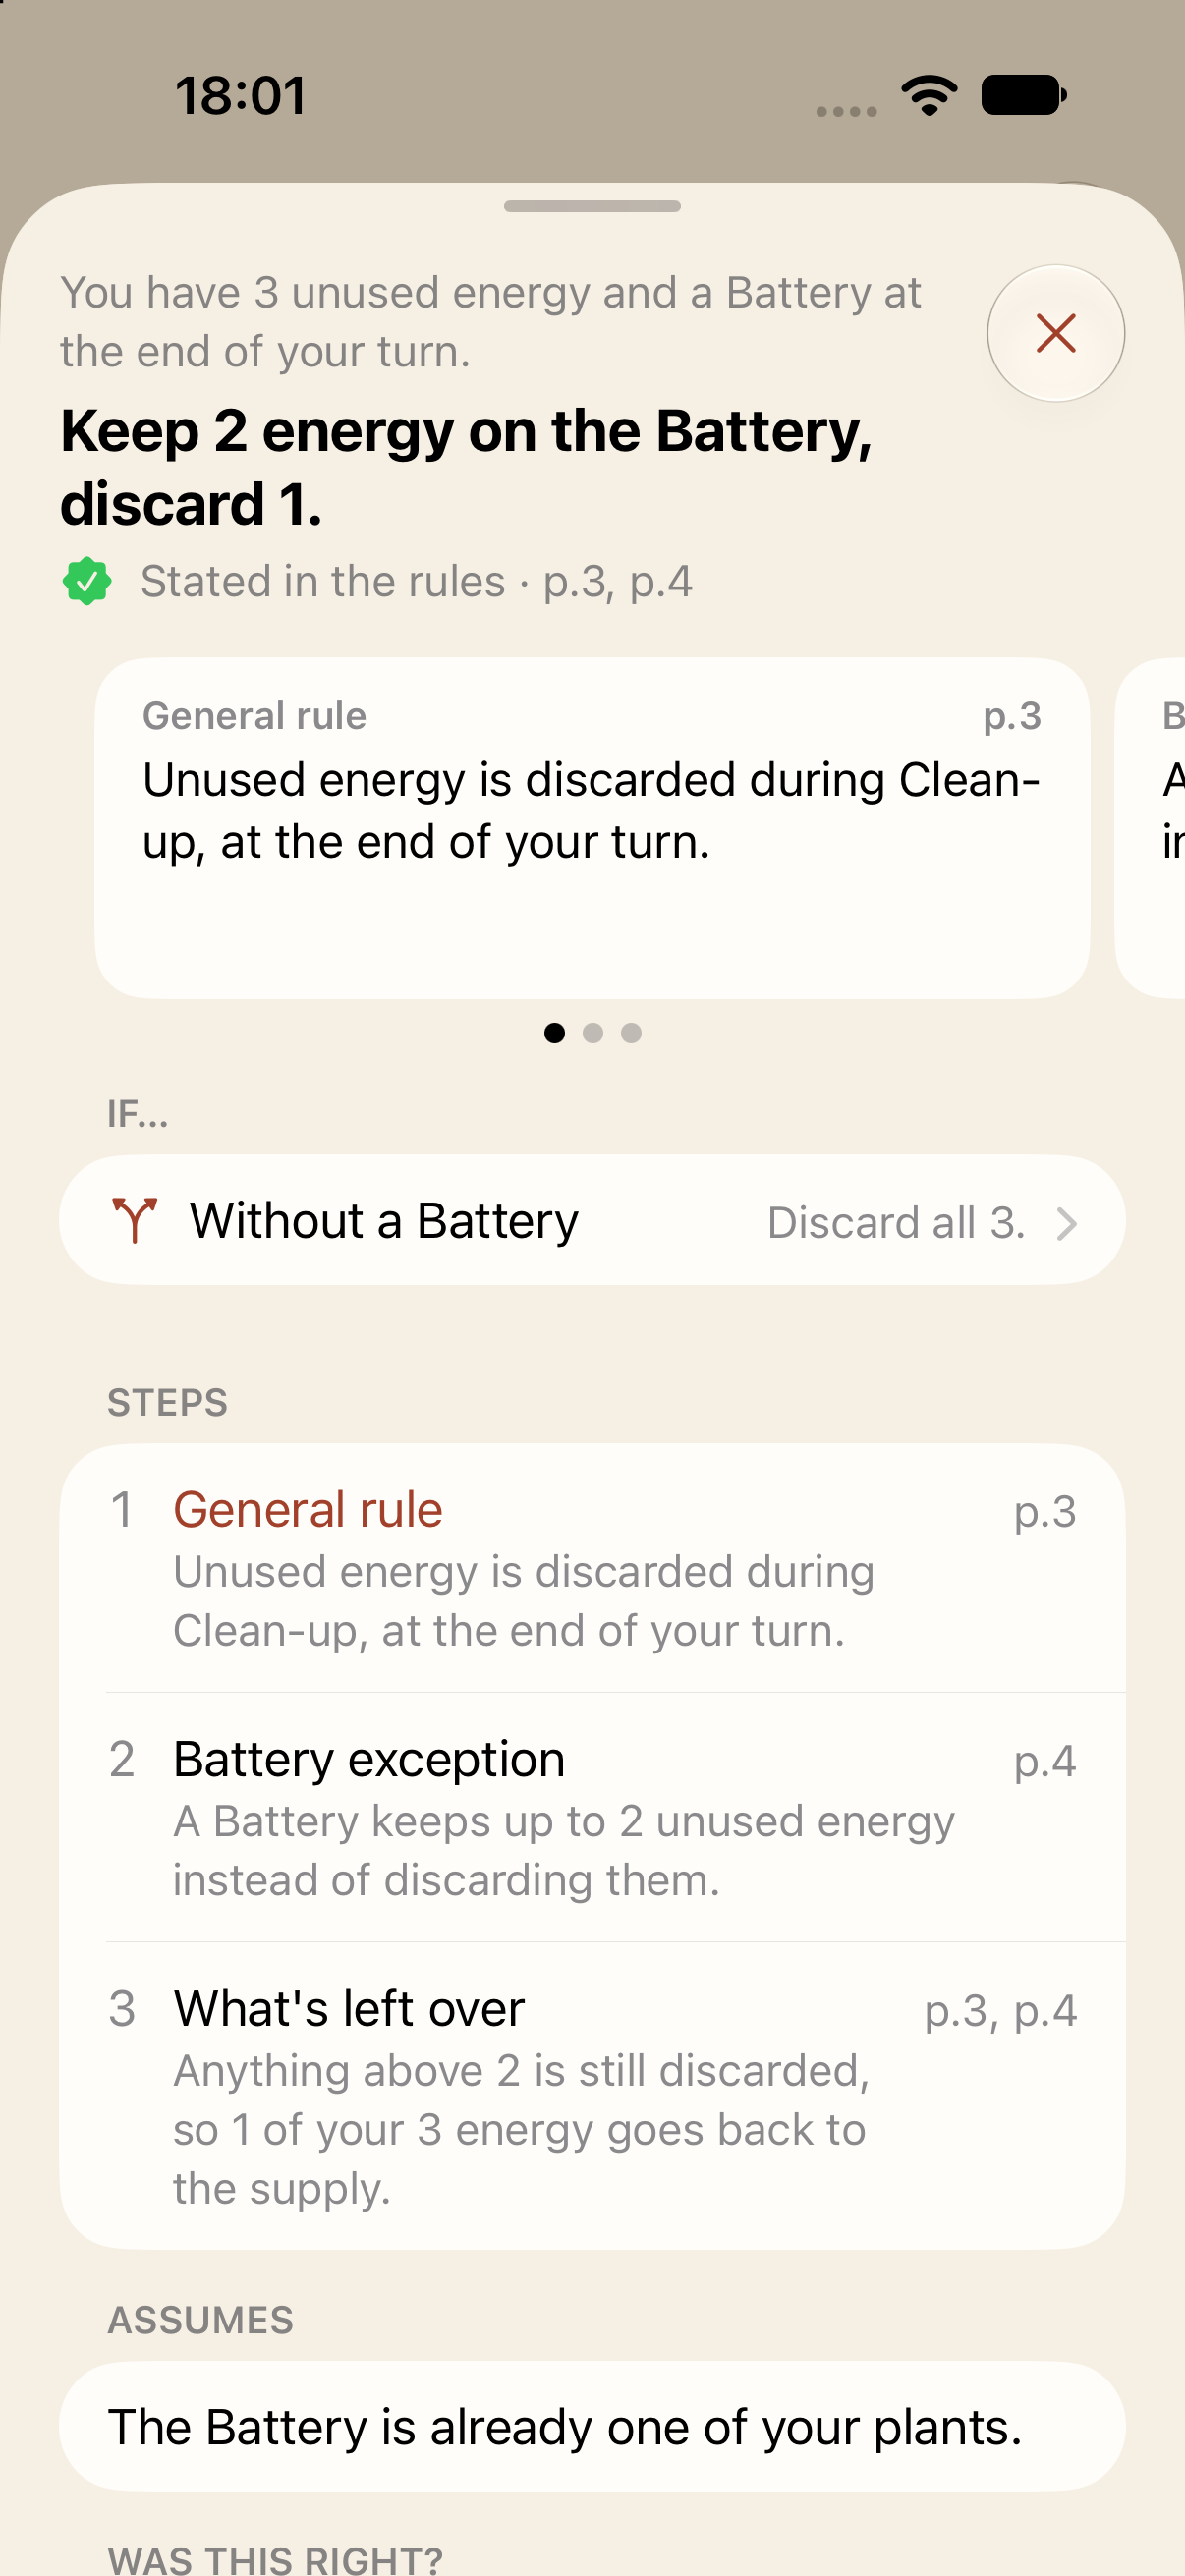 18:01
You have 3 unused energy and a Battery at
the end of your turn.
Keep 2 energy on the Battery,
discard 1.
Stated in the rules · p.3, p.4
General rule p.3
Unused energy is discarded during Clean-
up, at the end of your turn.
B
A
in
IF...
Without a Battery Discard all 3.
STEPS
1 General rule p.3
Unused energy is discarded during
Clean-up, at the end of your turn.
2 Battery exception p.4
A Battery keeps up to 2 unused energy
instead of discarding them.
3 What's left over p.3, p.4
Anything above 2 is still discarded,
so 1 of your 3 energy goes back to
the supply.
ASSUMES
The Battery is already one of your plants.
WAS THIS RIGHT?